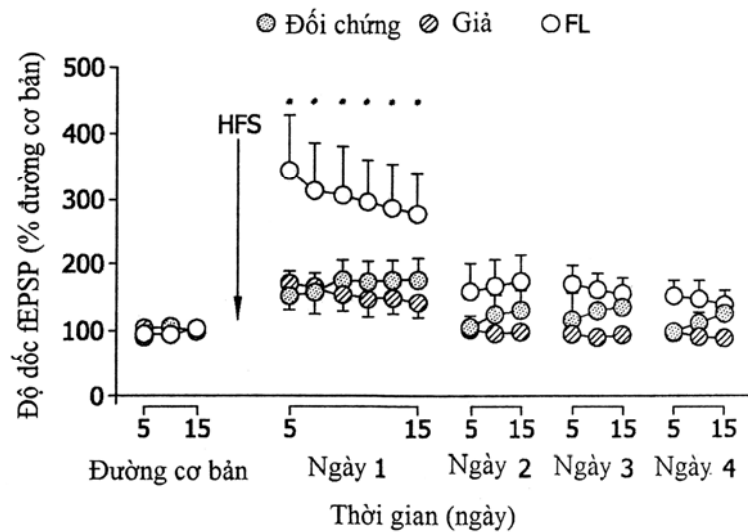 Đối chứng Giả FL
Độ dốc fEPSP (% đường cơ bản)
500
400
300
200
100
0
HFS
5 15 5 15 5 15 5 15 5 15
Đường cơ bản Ngày 1 Ngày 2 Ngày 3 Ngày 4
Thời gian (ngày)